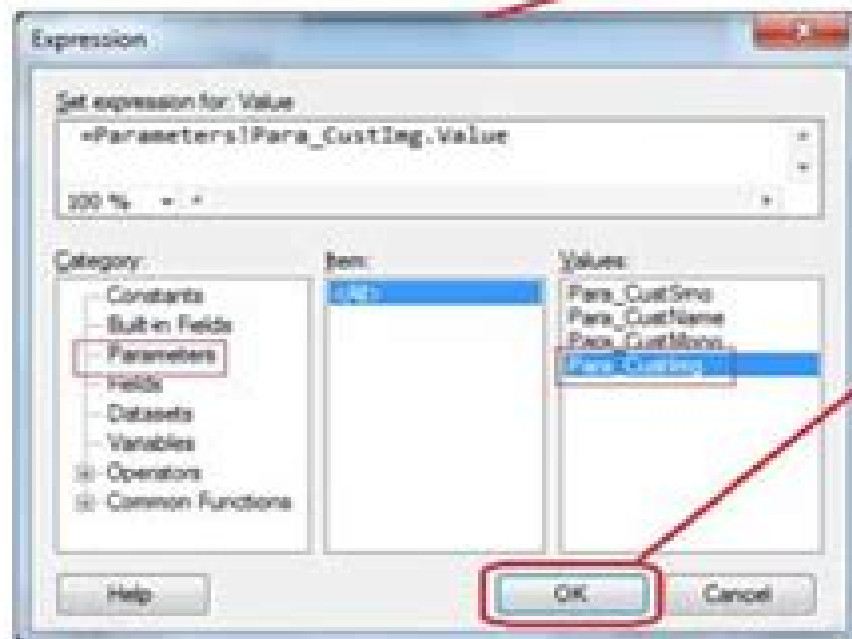 Expression
Set expression for: Value
=Parameters!Para_CustImg.Value
100 %
Category:
Constants
Built-in Fields
Parameters
Fields
Datasets
Variables
Operators
Common Functions
Item:
<All>
Values:
Para_CustSrno
Para_CustName
Para_CustMono
Para_CustImg
Help
OK
Cancel